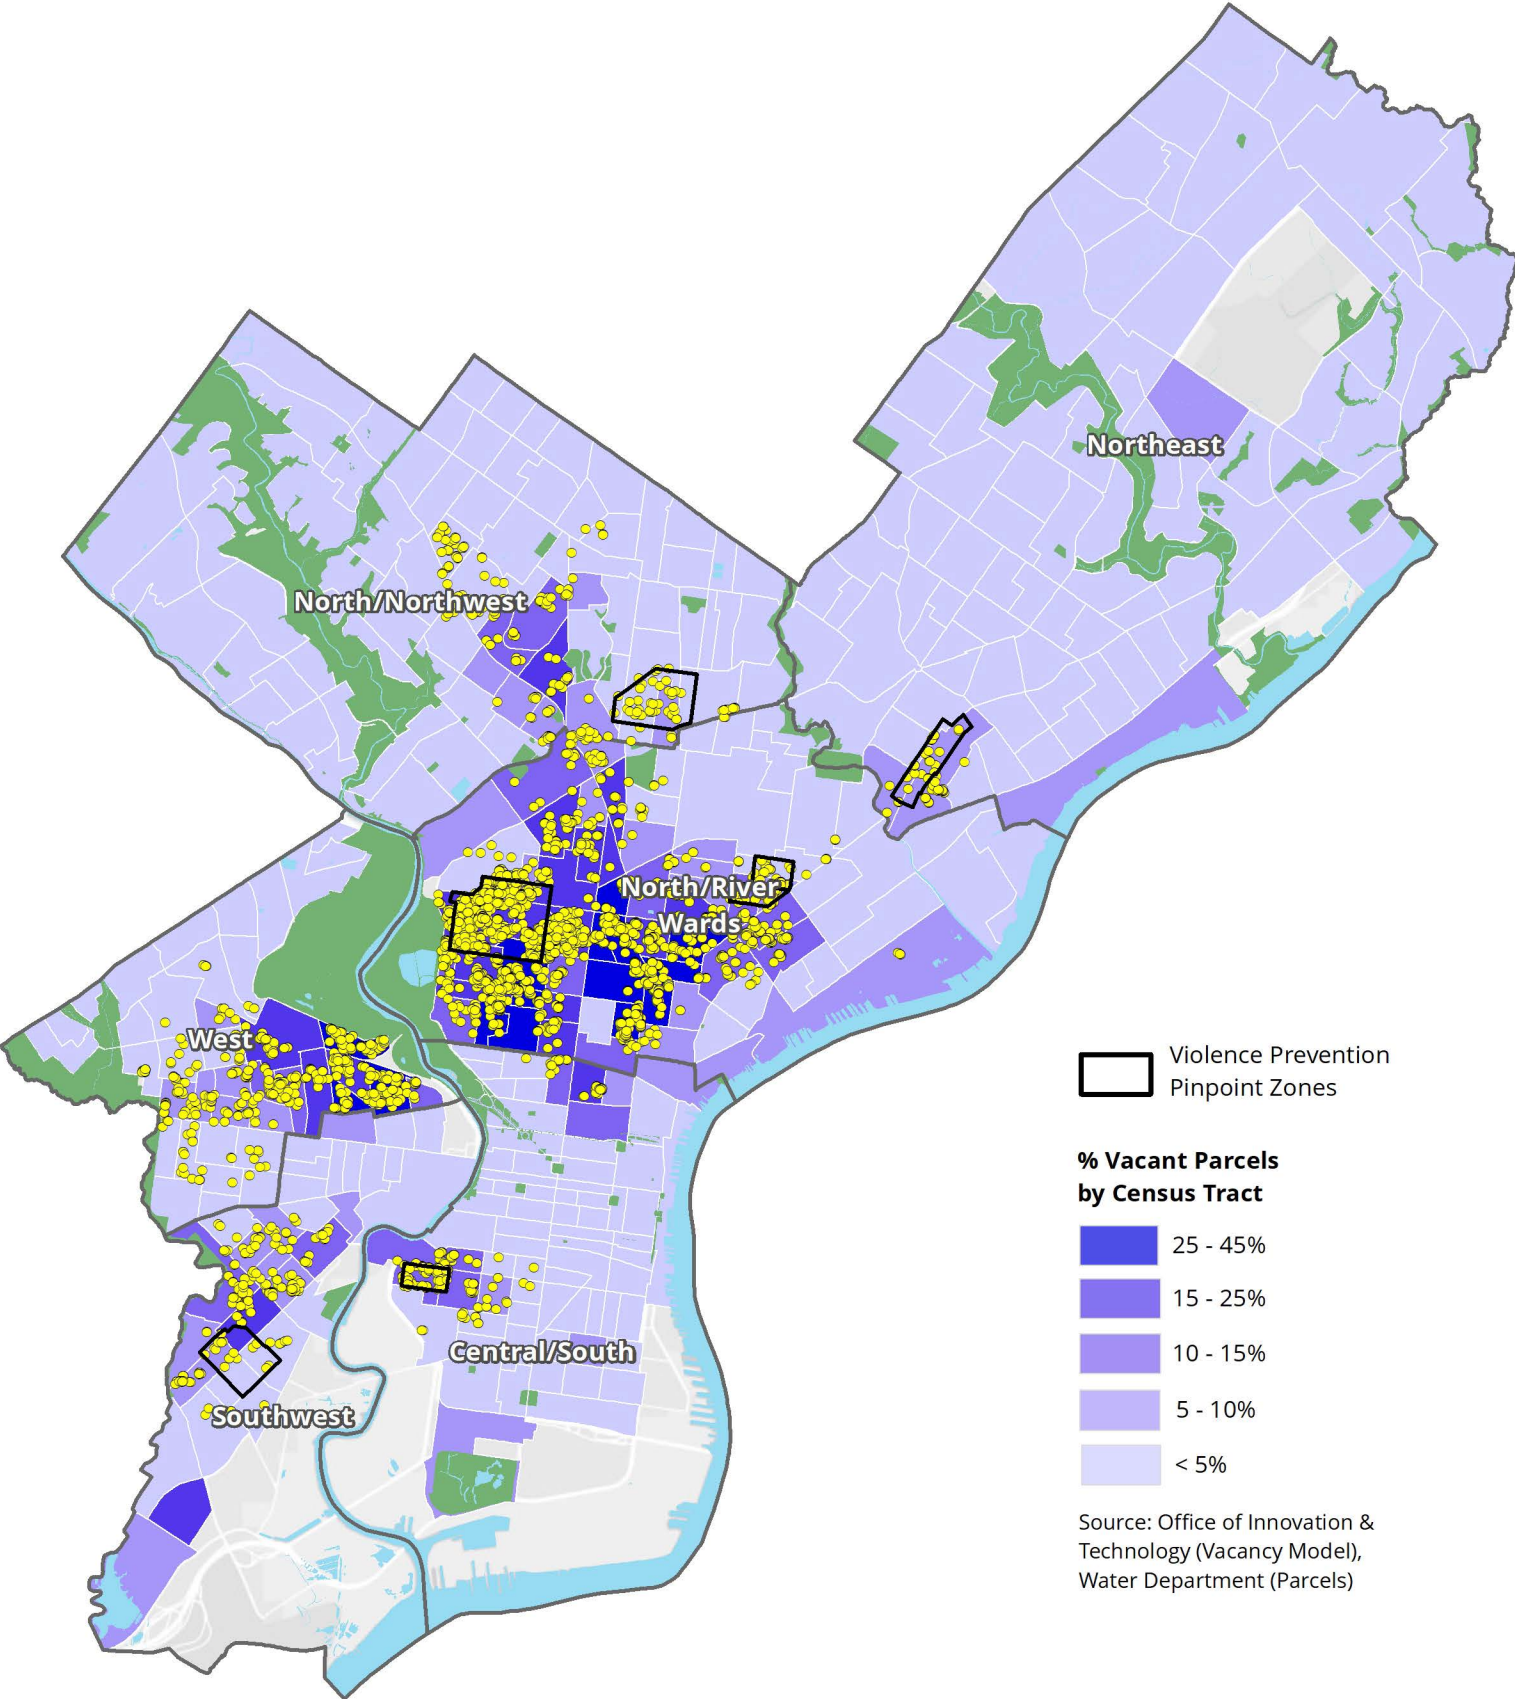 Northeast
North/Northwest
North/River
Wards
West
Central/South
Southwest
Violence Prevention
Pinpoint Zones
% Vacant Parcels
by Census Tract
25 - 45%
15 - 25%
10 - 15%
5 - 10%
< 5%
Source: Office of Innovation &
Technology (Vacancy Model),
Water Department (Parcels)